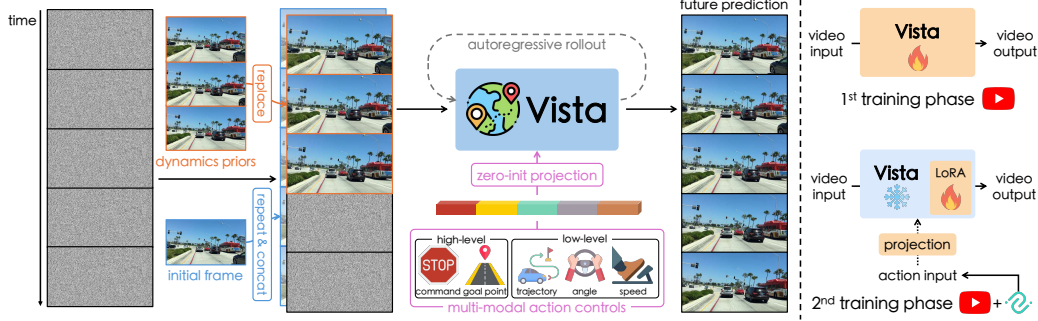 time
dynamics priors
replace
initial frame
repeat & concat
autoregressive rollout
Vista
zero-init projection
high-level
STOP
command
goal point
low-level
trajectory
angle
speed
multi-modal action controls
future prediction
video input
Vista
video output
1st training phase
video input
Vista
LoRA
video output
projection
action input
2nd training phase
+